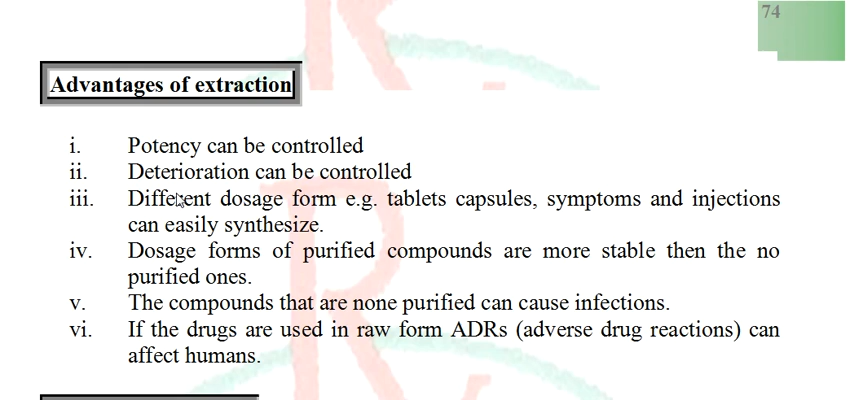 74
Advantages of extraction
i. Potency can be controlled
ii. Deterioration can be controlled
iii. Different dosage form e.g. tablets capsules, symptoms and injections
can easily synthesize.
iv. Dosage forms of purified compounds are more stable then the no
purified ones.
v. The compounds that are none purified can cause infections.
vi. If the drugs are used in raw form ADRs (adverse drug reactions) can
affect humans.